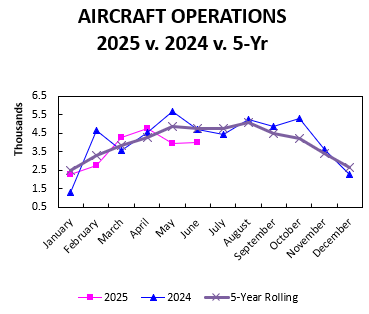 AIRCRAFT OPERATIONS
2025 v. 2024 v. 5-Yr
Thousands
6.5
5.5
4.5
3.5
2.5
1.5
0.5
January
February
March
April
May
June
July
August
September
October
November
December
2025
2024
5-Year Rolling